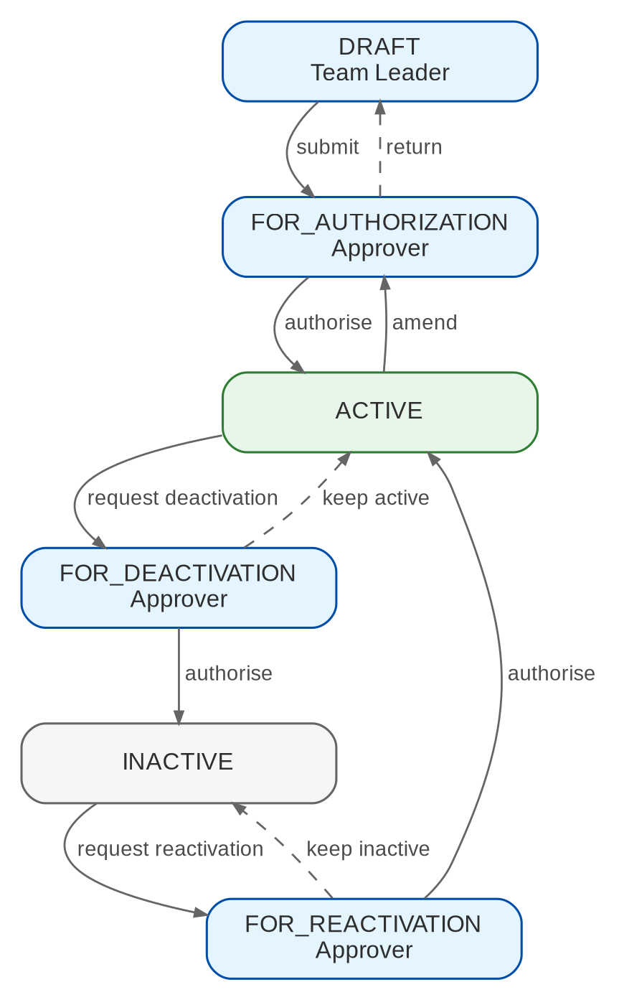 DRAFT
Team Leader
submit
return
FOR_AUTHORIZATION
Approver
authorise
amend
ACTIVE
request deactivation
keep active
FOR_DEACTIVATION
Approver
authorise
authorise
INACTIVE
request reactivation
keep inactive
FOR_REACTIVATION
Approver